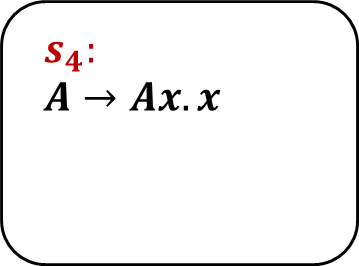 s₄:
A → Ax.x